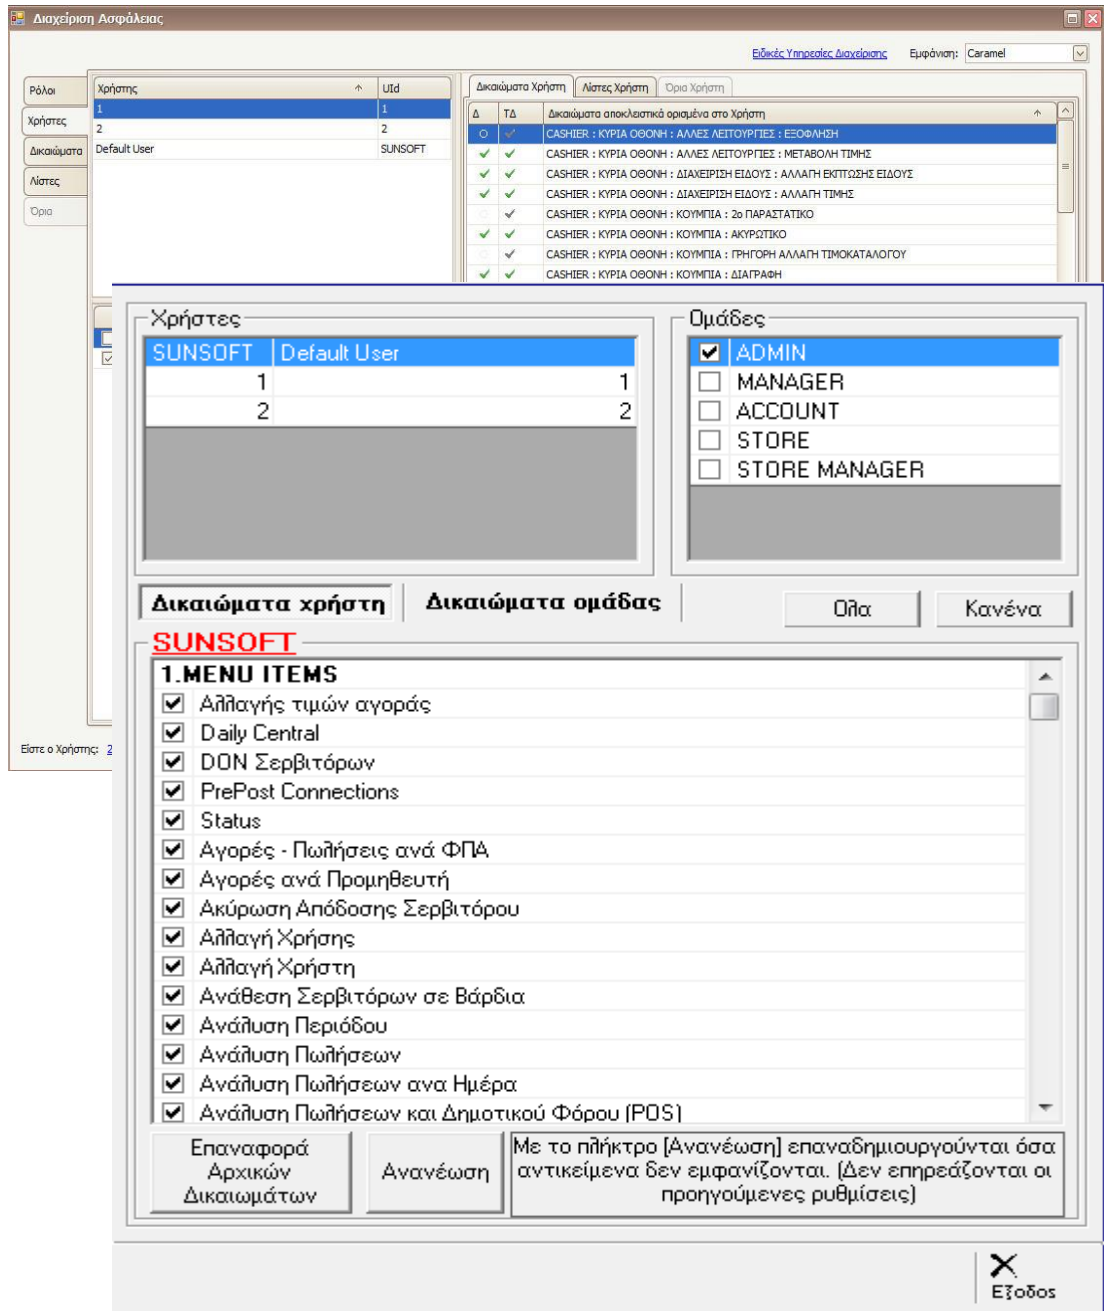 Διαχείριση Ασφάλειας
Ειδικές Υπηρεσίες Διαχείρισης Εμφάνιση: Caramel
Ρόλοι
Χρήστες
Δικαιώματα
Λίστες
Όρια
Χρήστης UId
1 1
2 2
Default User SUNSOFT
Δικαιώματα Χρήστη Λίστες Χρήστη Όρια Χρήστη
Δ ΤΔ Δικαιώματα αποκλειστικά ορισμένα στο Χρήστη
CASHIER : ΚΥΡΙΑ ΟΘΟΝΗ : ΑΛΛΕΣ ΛΕΙΤΟΥΡΓΙΕΣ : ΕΞΟΦΛΗΣΗ
CASHIER : ΚΥΡΙΑ ΟΘΟΝΗ : ΑΛΛΕΣ ΛΕΙΤΟΥΡΓΙΕΣ : ΜΕΤΑΒΟΛΗ ΤΙΜΗΣ
CASHIER : ΚΥΡΙΑ ΟΘΟΝΗ : ΔΙΑΧΕΙΡΙΣΗ ΕΙΔΟΥΣ : ΑΛΛΑΓΗ ΕΚΠΤΩΣΗΣ ΕΙΔΟΥΣ
CASHIER : ΚΥΡΙΑ ΟΘΟΝΗ : ΔΙΑΧΕΙΡΙΣΗ ΕΙΔΟΥΣ : ΑΛΛΑΓΗ ΤΙΜΗΣ
CASHIER : ΚΥΡΙΑ ΟΘΟΝΗ : ΚΟΥΜΠΙΑ : 2ο ΠΑΡΑΣΤΑΤΙΚΟ
CASHIER : ΚΥΡΙΑ ΟΘΟΝΗ : ΚΟΥΜΠΙΑ : ΑΚΥΡΩΤΙΚΟ
CASHIER : ΚΥΡΙΑ ΟΘΟΝΗ : ΚΟΥΜΠΙΑ : ΓΡΗΓΟΡΗ ΑΛΛΑΓΗ ΤΙΜΟΚΑΤΑΛΟΓΟΥ
CASHIER : ΚΥΡΙΑ ΟΘΟΝΗ : ΚΟΥΜΠΙΑ : ΔΙΑΓΡΑΦΗ
Είστε ο Χρήστης: 2
Χρήστες
SUNSOFT Default User
1 1
2 2
Ομάδες
ADMIN
MANAGER
ACCOUNT
STORE
STORE MANAGER
Δικαιώματα χρήστη Δικαιώματα ομάδας Ολα Κανένα
SUNSOFT
1.MENU ITEMS
Αλλαγής τιμών αγοράς
Daily Central
DON Σερβιτόρων
PrePost Connections
Status
Αγορές - Πωλήσεις ανά ΦΠΑ
Αγορές ανά Προμηθευτή
Ακύρωση Απόδοσης Σερβιτόρου
Αλλαγή Χρήσης
Αλλαγή Χρήστη
Ανάθεση Σερβιτόρων σε Βάρδια
Ανάλυση Περιόδου
Ανάλυση Πωλήσεων
Ανάλυση Πωλήσεων ανα Ημέρα
Ανάλυση Πωλήσεων και Δημοτικού Φόρου (POS)
Επαναφορά
Αρχικών
Δικαιωμάτων
Ανανέωση
Με το πλήκτρο [Ανανέωση] επαναδημιουργούνται όσα
αντικείμενα δεν εμφανίζονται. (Δεν επηρεάζονται οι
προηγούμενες ρυθμίσεις)
Εξοδος